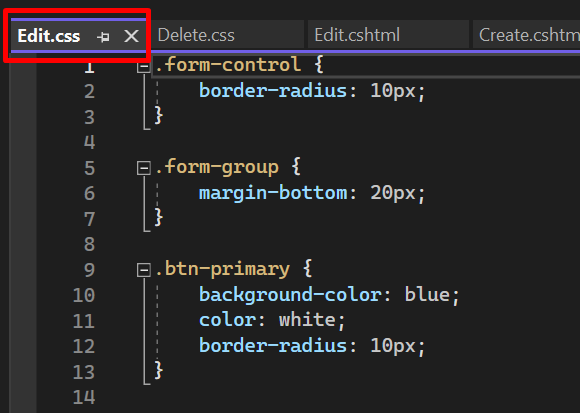 Edit.css Delete.css Edit.cshtml Create.cshtm
1 .form-control {
2 border-radius: 10px;
3 }
4
5 .form-group {
6 margin-bottom: 20px;
7 }
8
9 .btn-primary {
10 background-color: blue;
11 color: white;
12 border-radius: 10px;
13 }
14